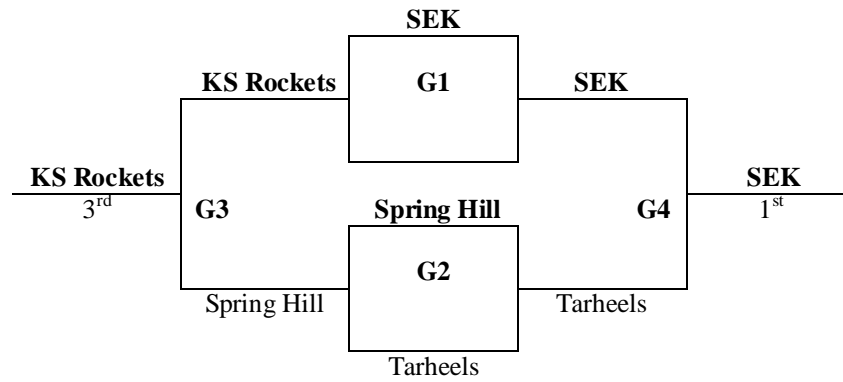 SEK
KS Rockets G1 SEK
KS Rockets SEK
3rd G3 Spring Hill G4 1st
G2
Spring Hill Tarheels
Tarheels